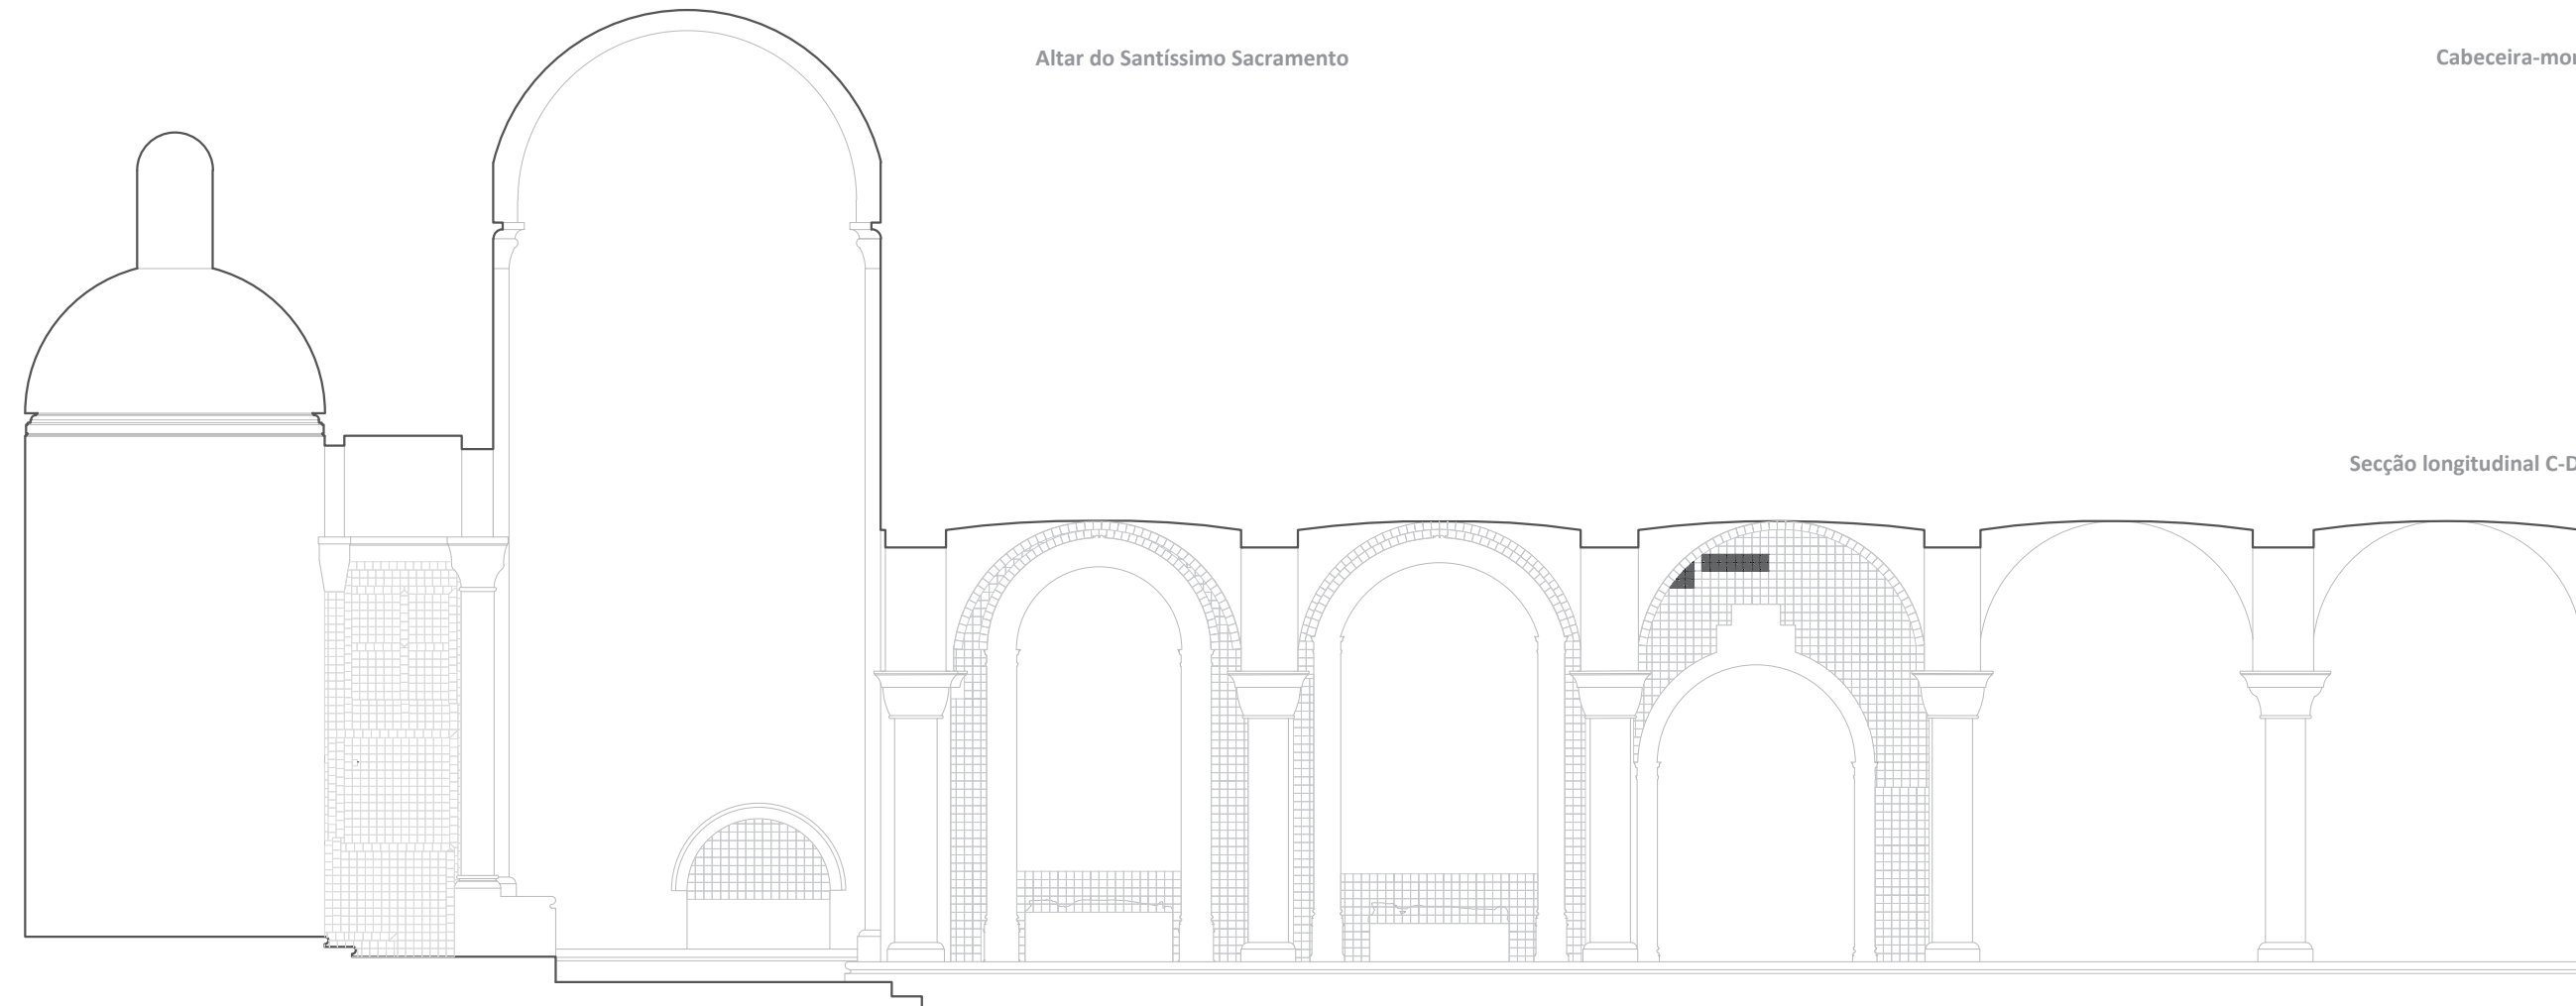 Altar do Santíssimo Sacramento
Cabeceira-mor
Secção longitudinal C-D